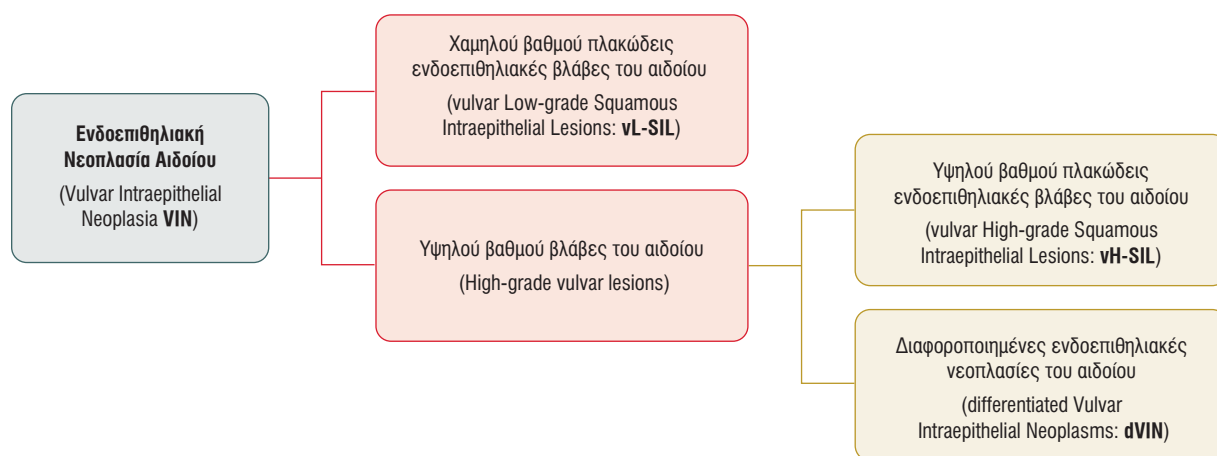 Ενδοεπιθηλιακή
Νεοπλασία Αιδοίου
(Vulvar Intraepithelial
Neoplasia VIN)
Χαμηλού βαθμού πλακώδεις
ενδοεπιθηλιακές βλάβες του αιδοίου
(vulvar Low-grade Squamous
Intraepithelial Lesions: vL-SIL)
Υψηλού βαθμού βλάβες του αιδοίου
(High-grade vulvar lesions)
Υψηλού βαθμού πλακώδεις
ενδοεπιθηλιακές βλάβες του αιδοίου
(vulvar High-grade Squamous
Intraepithelial Lesions: vH-SIL)
Διαφοροποιημένες ενδοεπιθηλιακές
νεοπλασίες του αιδοίου
(differentiated Vulvar
Intraepithelial Neoplasms: dVIN)